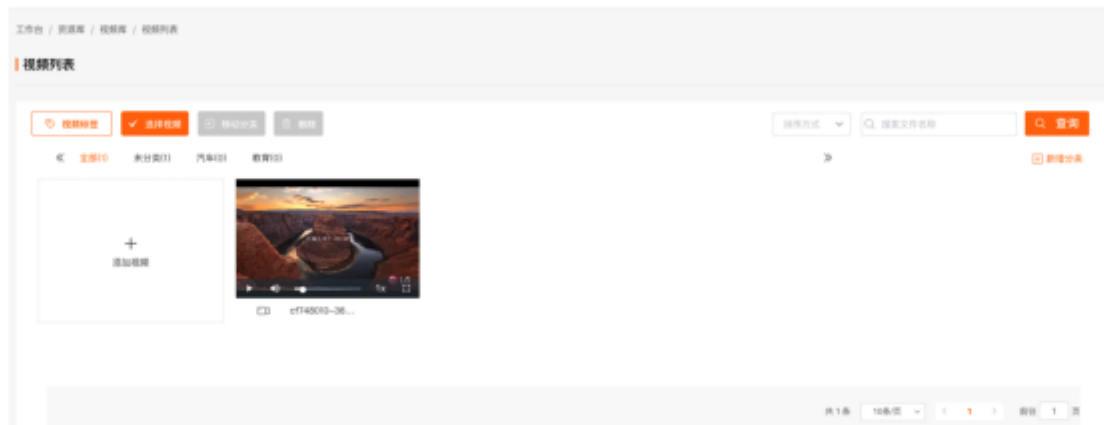 工作台 / 资源库 / 视频库 / 视频列表
视频列表
视频标签 选择视频 移动分类 删除 排序方式 搜索文件名称 查询
全部(1) 未分类(1) 汽车(0) 教育(0) 新增分类
添加视频
1x
cf748010-36...
共 1 条 10条/页 1 前往 1 页